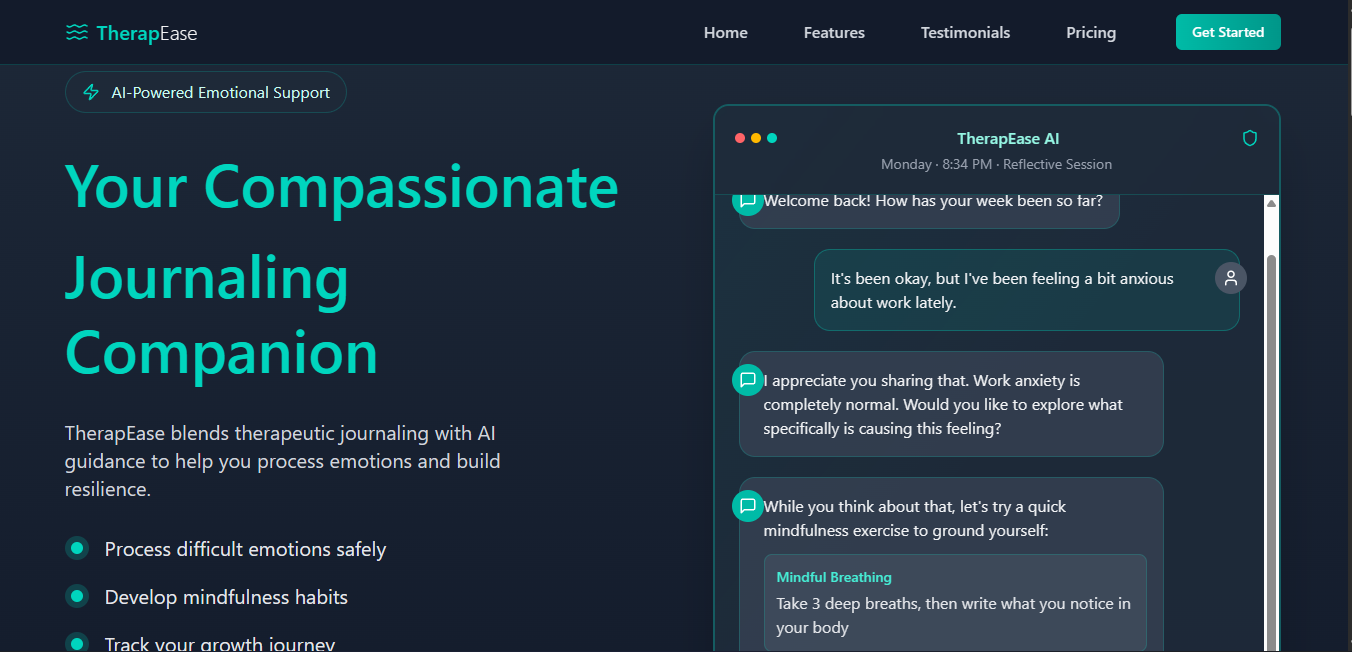 TherapEase
Home
Features
Testimonials
Pricing
Get Started
AI-Powered Emotional Support
Your Compassionate
Journaling
Companion
TherapEase blends therapeutic journaling with AI
guidance to help you process emotions and build
resilience.
Process difficult emotions safely
Develop mindfulness habits
Track your growth journey
TherapEase AI
Monday · 8:34 PM · Reflective Session
Welcome back! How has your week been so far?
It's been okay, but I've been feeling a bit anxious
about work lately.
I appreciate you sharing that. Work anxiety is
completely normal. Would you like to explore what
specifically is causing this feeling?
While you think about that, let's try a quick
mindfulness exercise to ground yourself:
Mindful Breathing
Take 3 deep breaths, then write what you notice in
your body